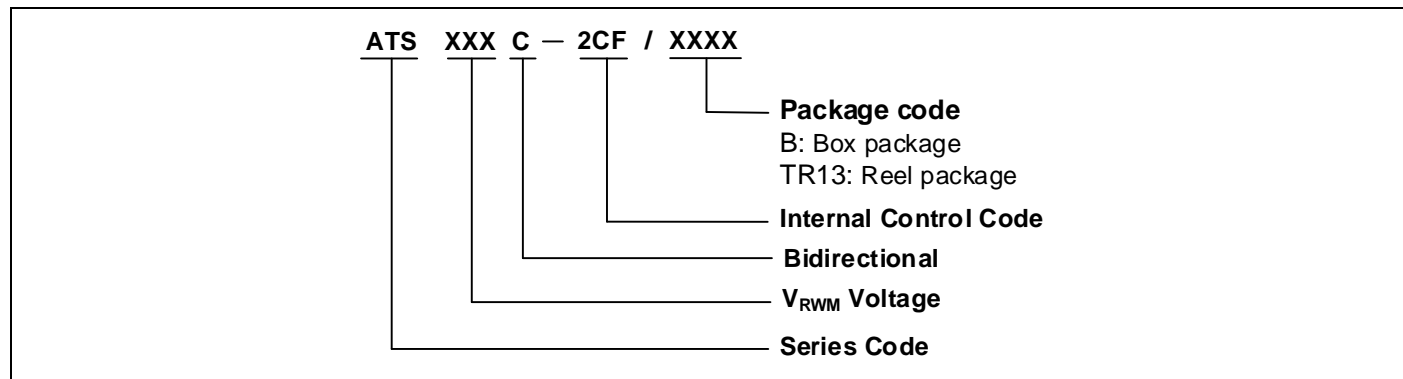 ATS XXX C — 2CF / XXXX
Package code
B: Box package
TR13: Reel package
Internal Control Code
Bidirectional
VRWM Voltage
Series Code